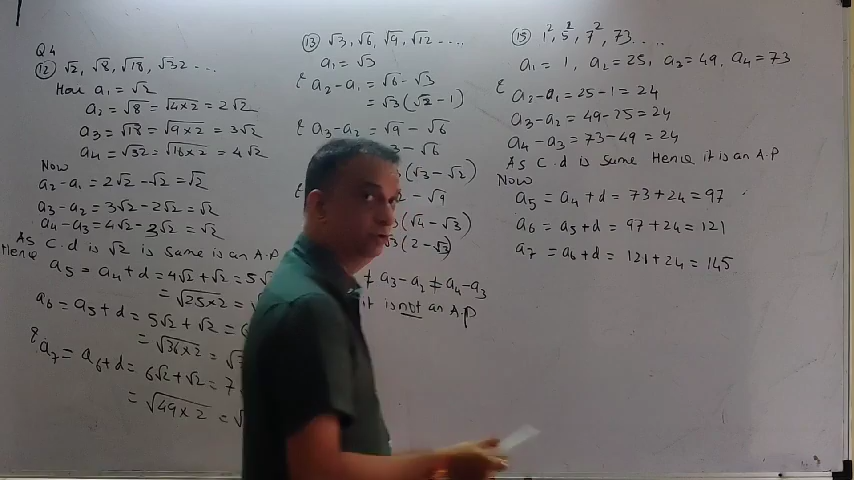 Q4
(12) √2, √8, √18, √32 ...
Here a₁ = √2
a₂ = √8 = √4×2 = 2√2
a₃ = √18 = √9×2 = 3√2
a₄ = √32 = √16×2 = 4√2
Now
a₂-a₁ = 2√2 - √2 = √2
a₃-a₂ = 3√2 - 2√2 = √2
a₄-a₃ = 4√2 - 3√2 = √2
As C.d is √2 is same is an A.P
Hence
a₅ = a₄+d = 4√2 + √2 = 5
= √25×2 =
a₆ = a₅+d = 5√2 + √2 =
= √36×2 =
& a₇ = a₆+d = 6√2 + √2 = 7
= √49×2 =
(13) √3, √6, √9, √12 ....
a₁ = √3
& a₂-a₁ = √6 - √3
= √3(√2 - 1)
& a₃-a₂ = √9 - √6
3 - √6
(√3 - √2)
- √9
(√4 - √3)
(2 - √3)
≠ a₃-a₂ ≠ a₄-a₃
it is not an A.P
(15) 1², 5², 7², 73....
a₁ = 1, a₂ = 25, a₃ = 49, a₄ = 73
& a₂-a₁ = 25-1 = 24
a₃-a₂ = 49-25 = 24
a₄-a₃ = 73-49 = 24
As C.d is same Hence it is an A.P
Now
a₅ = a₄+d = 73+24 = 97
a₆ = a₅+d = 97+24 = 121
a₇ = a₆+d = 121+24 = 145